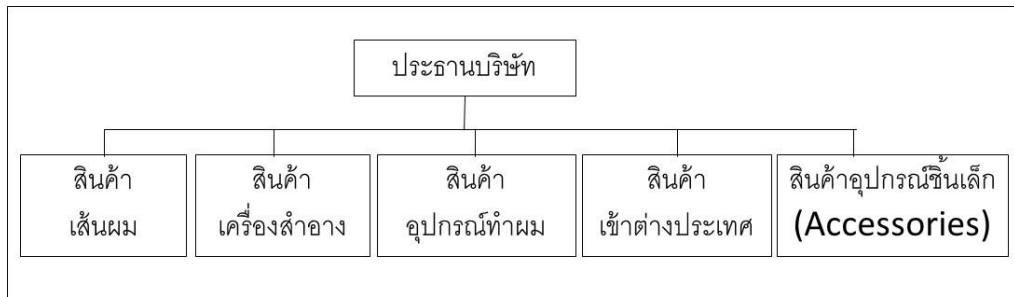 ประธานบริษัท
สินค้า
เส้นผม
สินค้า
เครื่องสำอาง
สินค้า
อุปกรณ์ทำผม
สินค้า
เข้าต่างประเทศ
สินค้าอุปกรณ์ชิ้นเล็ก
(Accessories)